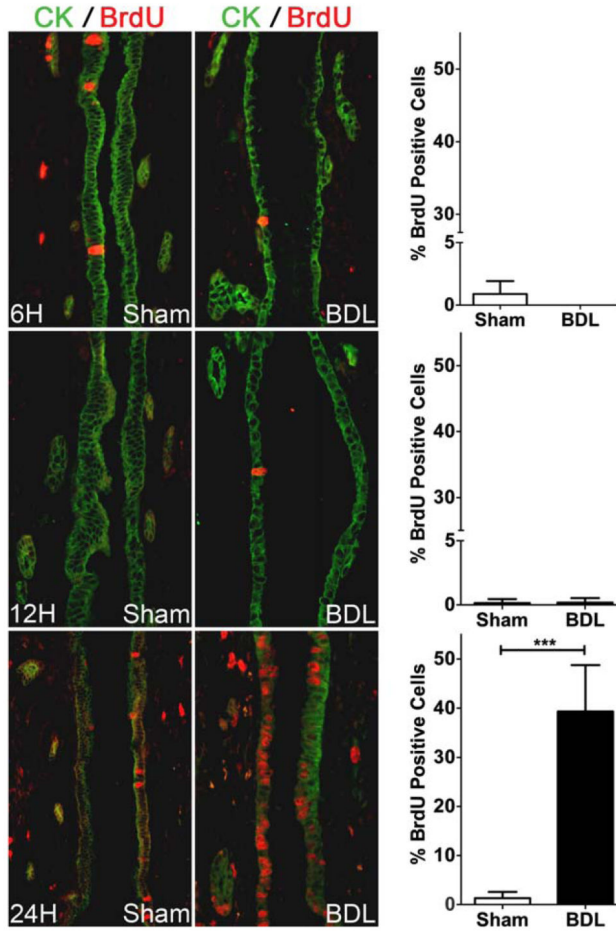 CK / BrdU CK / BrdU
6H Sham BDL
% BrdU Positive Cells
50
40
30
5
0
Sham BDL
12H Sham BDL
% BrdU Positive Cells
50
40
30
5
0
Sham BDL
24H Sham BDL
% BrdU Positive Cells
50
40
30
20
10
0
***
Sham BDL